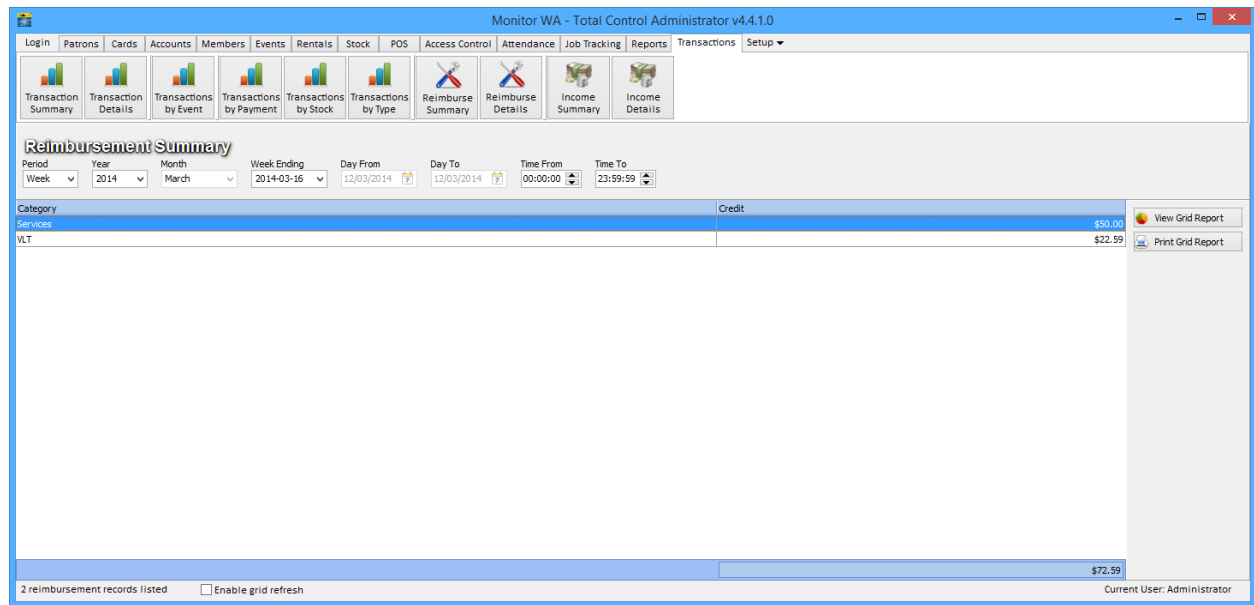 Monitor WA - Total Control Administrator v4.4.1.0
Login Patrons Cards Accounts Members Events Rentals Stock POS Access Control Attendance Job Tracking Reports Transactions Setup
Transaction Transaction Transactions Transactions Transactions Transactions Reimburse Reimburse Income Income
Summary Details by Event by Payment by Stock by Type Summary Details Summary Details
Reimbursement Summary
Period Year Month Week Ending Day From Day To Time From Time To
Week 2014 March 2014-03-16 12/03/2014 7 12/03/2014 7 00:00:00 23:59:59
Category Credit
Services $50.00 View Grid Report
VLT $22.59 Print Grid Report
$72.59
2 reimbursement records listed Enable grid refresh Current User: Administrator